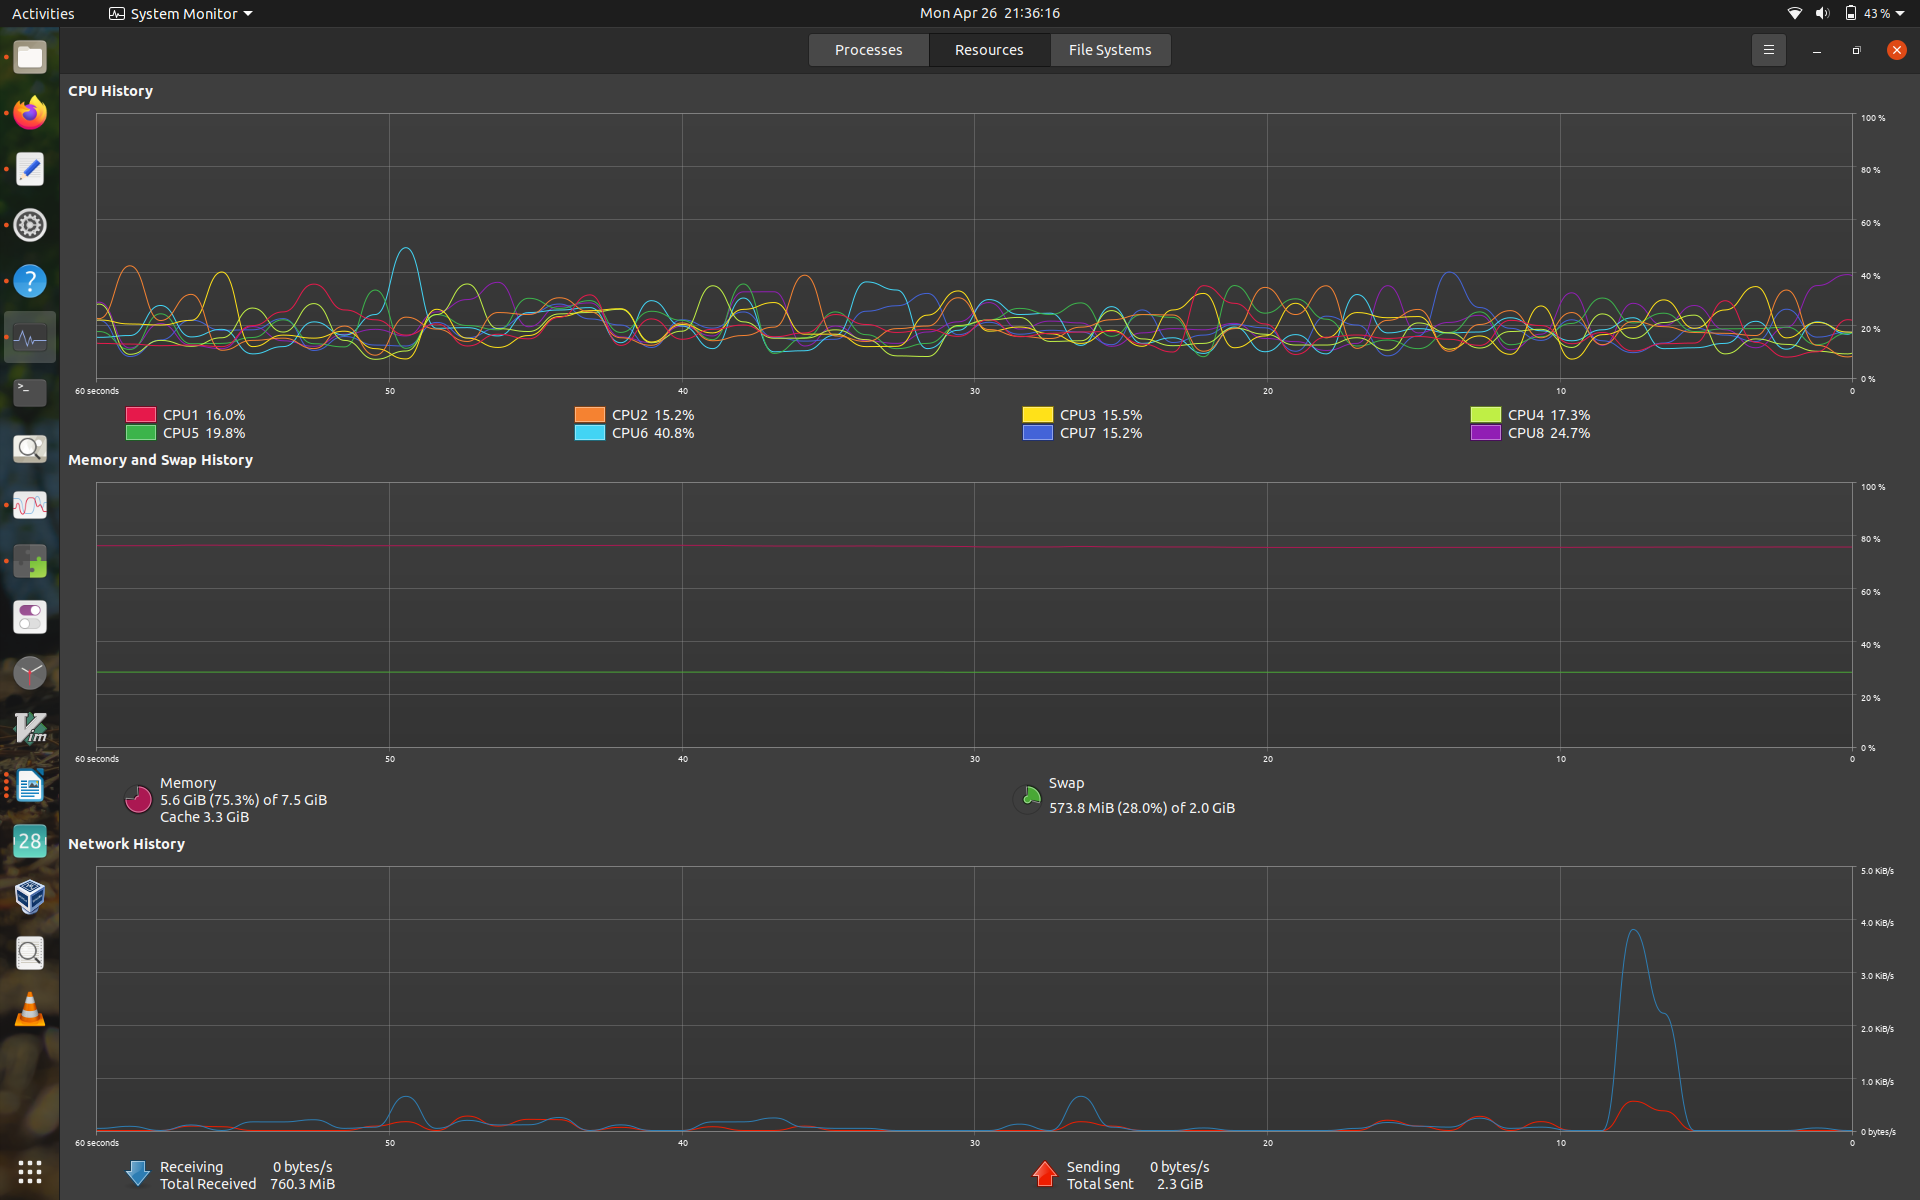 Activities System Monitor Mon Apr 26 21:36:16 43 %
Processes Resources File Systems
CPU History
100 %
80 %
60 %
40 %
20 %
0 %
60 seconds 50 40 30 20 10 0
CPU1 16.0% CPU2 15.2% CPU3 15.5% CPU4 17.3%
CPU5 19.8% CPU6 40.8% CPU7 15.2% CPU8 24.7%
Memory and Swap History
100 %
80 %
60 %
40 %
20 %
0 %
60 seconds 50 40 30 20 10 0
Memory
5.6 GiB (75.3%) of 7.5 GiB
Cache 3.3 GiB
Swap
573.8 MiB (28.0%) of 2.0 GiB
Network History
5.0 KiB/s
4.0 KiB/s
3.0 KiB/s
2.0 KiB/s
1.0 KiB/s
0 bytes/s
60 seconds 50 40 30 20 10 0
Receiving 0 bytes/s
Total Received 760.3 MiB
Sending 0 bytes/s
Total Sent 2.3 GiB
?
>_
Vim
28